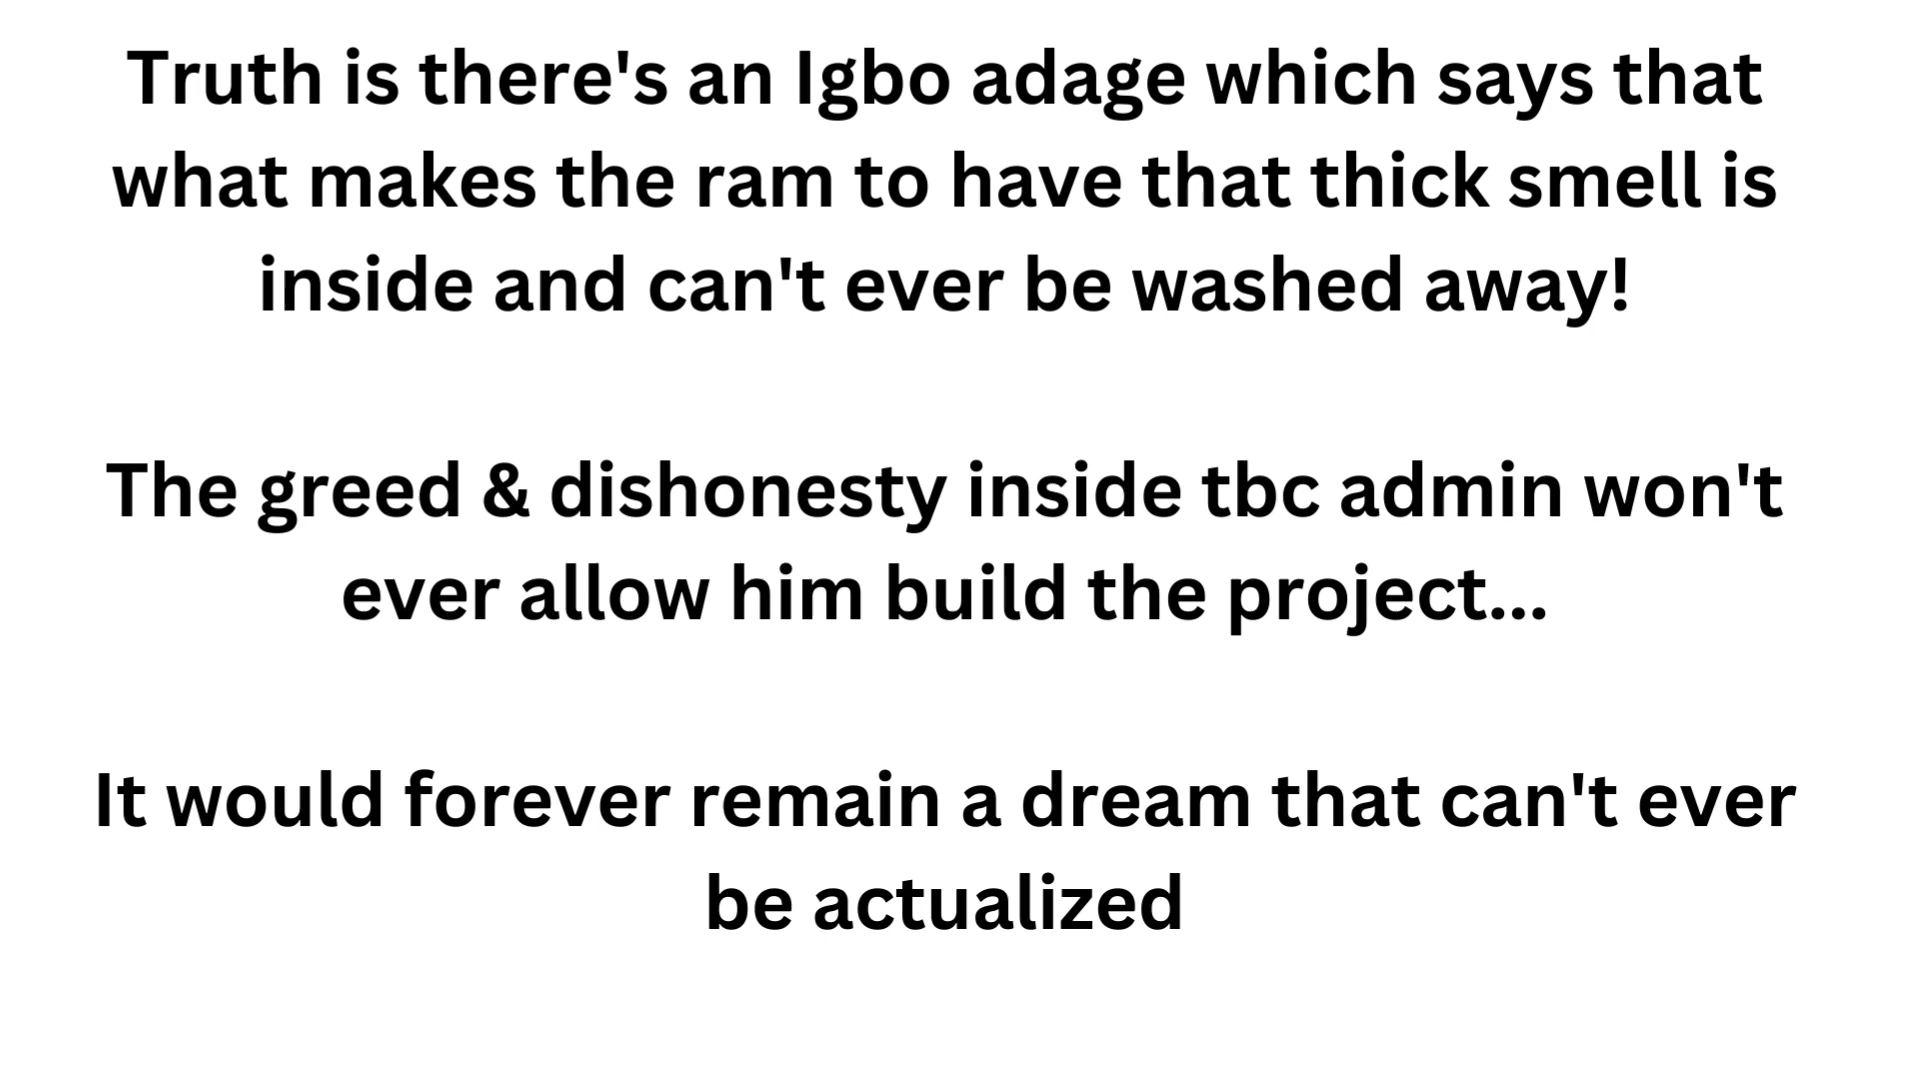 Truth is there's an Igbo adage which says that
what makes the ram to have that thick smell is
inside and can't ever be washed away!
The greed & dishonesty inside tbc admin won't
ever allow him build the project...
It would forever remain a dream that can't ever
be actualized